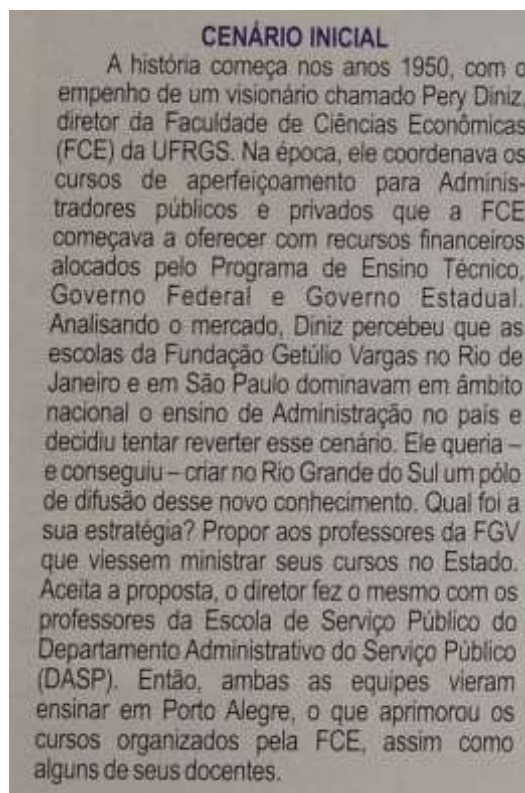 CENÁRIO INICIAL
A história começa nos anos 1950, com o
empenho de um visionário chamado Pery Diniz,
diretor da Faculdade de Ciências Econômicas
(FCE) da UFRGS. Na época, ele coordenava os
cursos de aperfeiçoamento para Adminis-
tradores públicos e privados que a FCE
começava a oferecer com recursos financeiros
alocados pelo Programa de Ensino Técnico,
Governo Federal e Governo Estadual.
Analisando o mercado, Diniz percebeu que as
escolas da Fundação Getúlio Vargas no Rio de
Janeiro e em São Paulo dominavam em âmbito
nacional o ensino de Administração no país e
decidiu tentar reverter esse cenário. Ele queria –
e conseguiu – criar no Rio Grande do Sul um pólo
de difusão desse novo conhecimento. Qual foi a
sua estratégia? Propor aos professores da FGV
que viessem ministrar seus cursos no Estado.
Aceita a proposta, o diretor fez o mesmo com os
professores da Escola de Serviço Público do
Departamento Administrativo do Serviço Público
(DASP). Então, ambas as equipes vieram
ensinar em Porto Alegre, o que aprimorou os
cursos organizados pela FCE, assim como
alguns de seus docentes.